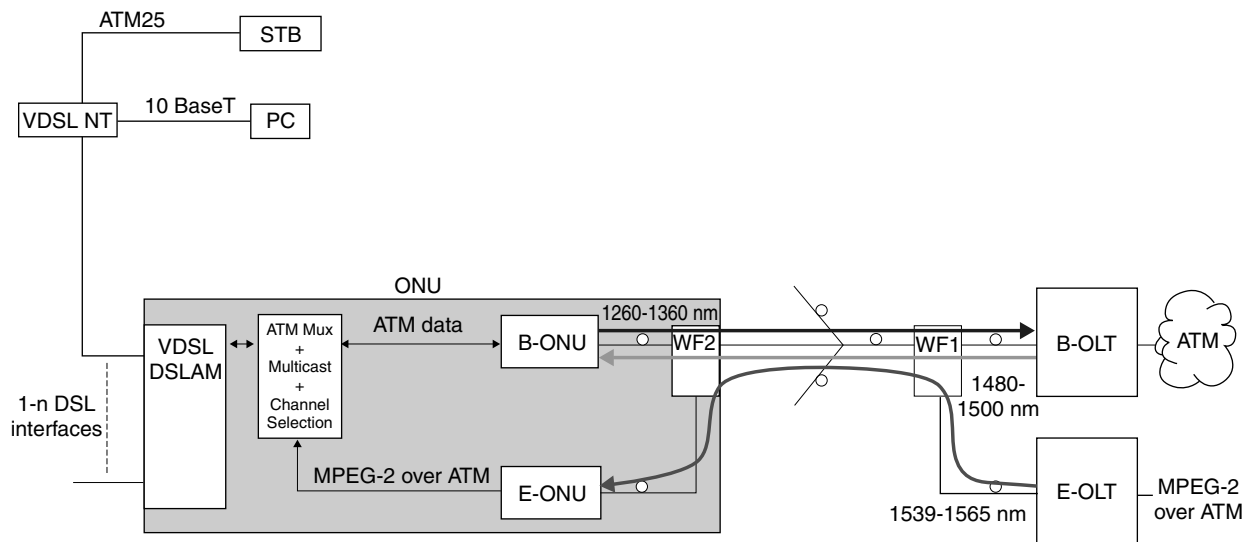 ATM25
STB
VDSL NT
10 BaseT
PC
ONU
VDSL
DSLAM
ATM Mux
+
Multicast
+
Channel
Selection
ATM data
B-ONU
1260-1360 nm
WF2
WF1
B-OLT
ATM
1480-
1500 nm
1-n DSL
interfaces
MPEG-2 over ATM
E-ONU
1539-1565 nm
E-OLT
MPEG-2
over ATM